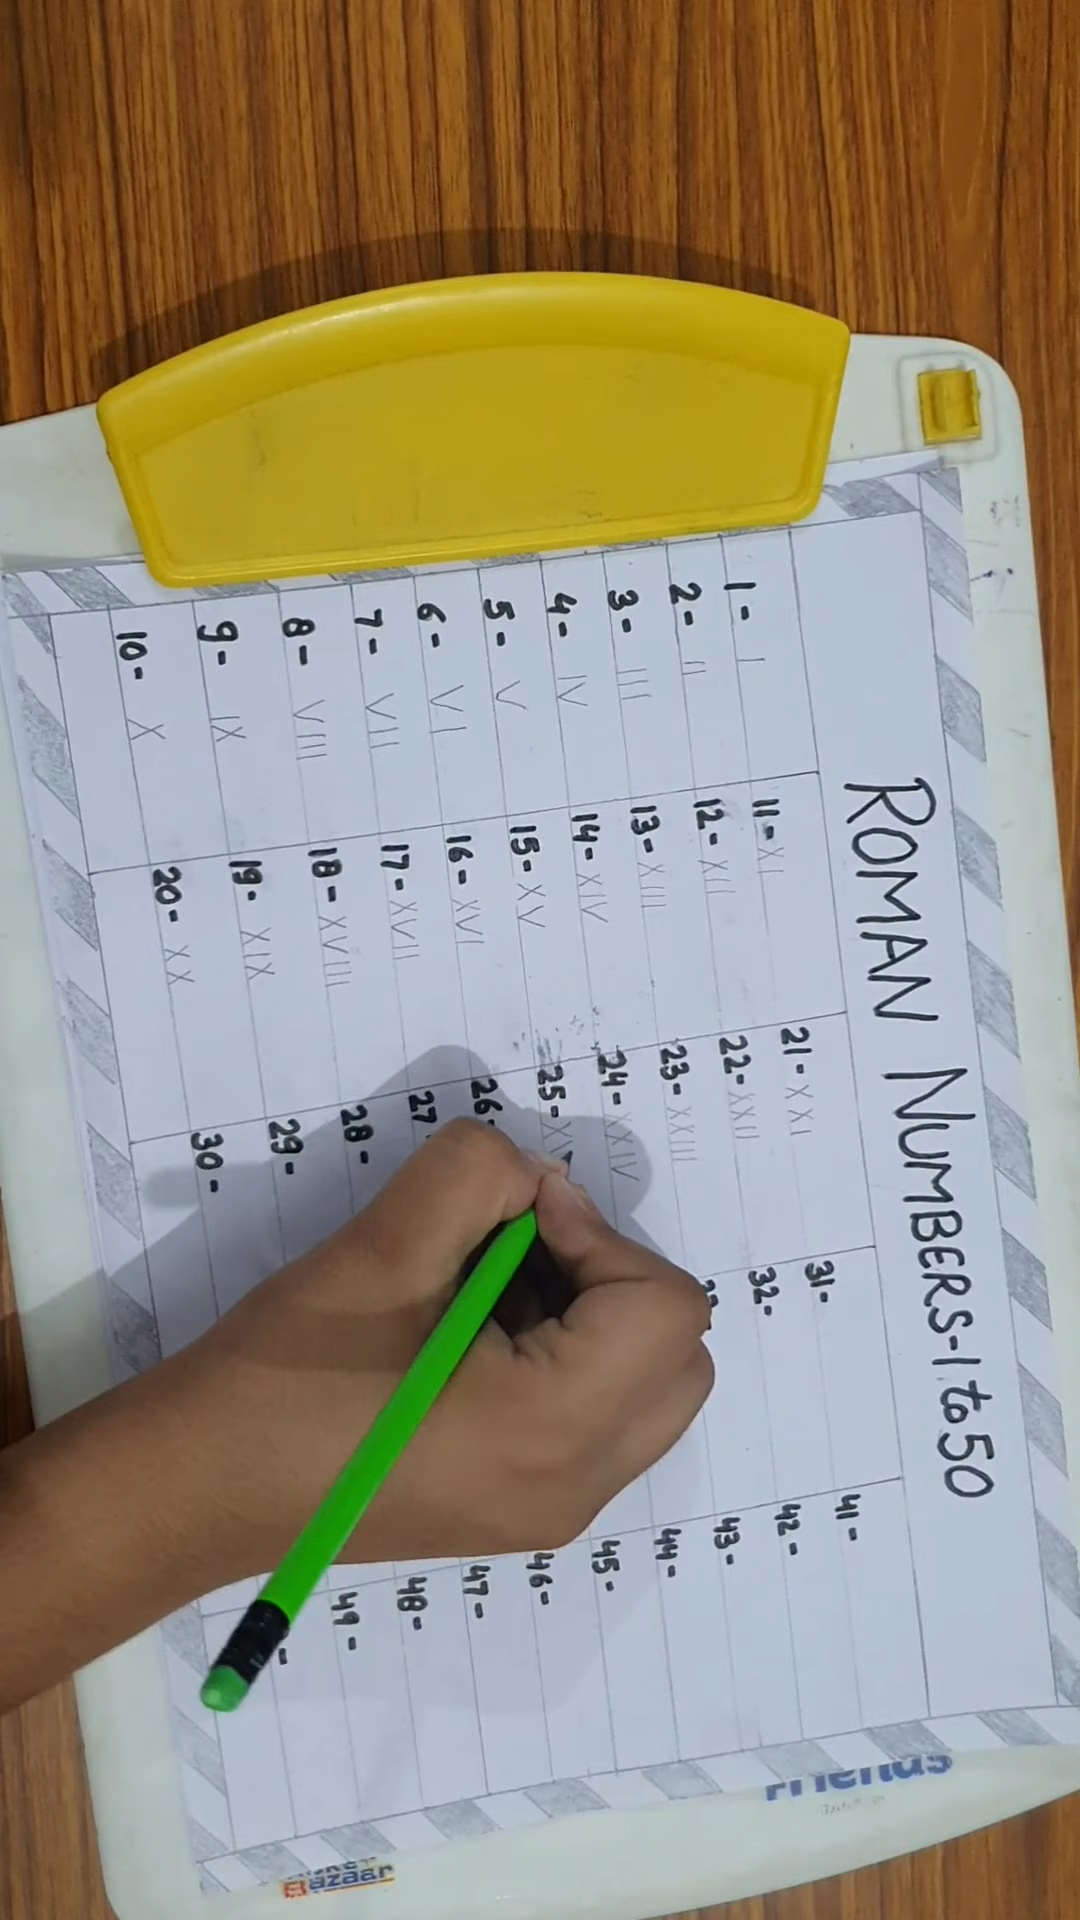 ROMAN NUMBERS-1 to 50
1- I
2- II
3- III
4- IV
5- V
6- VI
7- VII
8- VIII
9- IX
10- X
11- XI
12- XII
13- XIII
14- XIV
15- XV
16- XVI
17- XVII
18- XVIII
19- XIX
20- XX
21- XXI
22- XXII
23- XXIII
24- XXIV
25-
26-
27
28-
29-
30-
31-
32-
41-
42-
43-
44-
45-
46-
47-
48-
49-
Friends
azaar